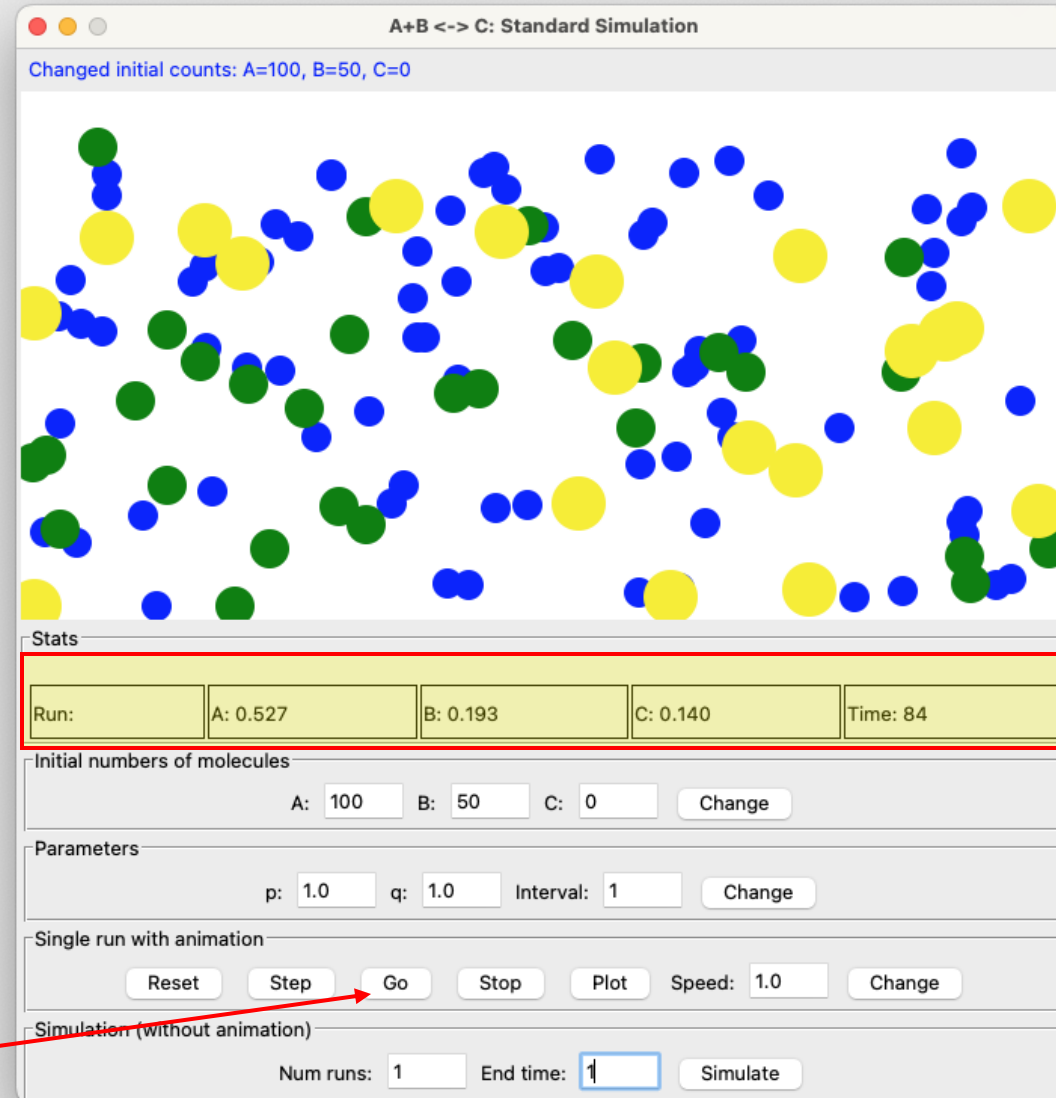 A+B <-> C: Standard Simulation
Changed initial counts: A=100, B=50, C=0
Stats
Run: A: 0.527 B: 0.193 C: 0.140 Time: 84
Initial numbers of molecules
A: 100 B: 50 C: 0 Change
Parameters
p: 1.0 q: 1.0 Interval: 1 Change
Single run with animation
Reset Step Go Stop Plot Speed: 1.0 Change
Simulation (without animation)
Num runs: 1 End time: 1 Simulate